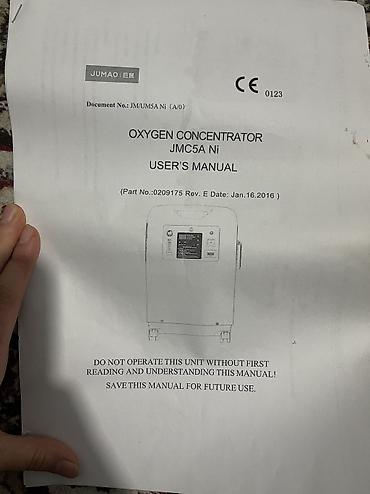 JUMAO 巨贸
CE 0123
Document No.: JM/UM5A Ni (A/0)
OXYGEN CONCENTRATOR
JMC5A Ni
USER'S MANUAL
(Part No.:0209175 Rev. E Date: Jan.16.2016 )
DO NOT OPERATE THIS UNIT WITHOUT FIRST
READING AND UNDERSTANDING THIS MANUAL!
SAVE THIS MANUAL FOR FUTURE USE.